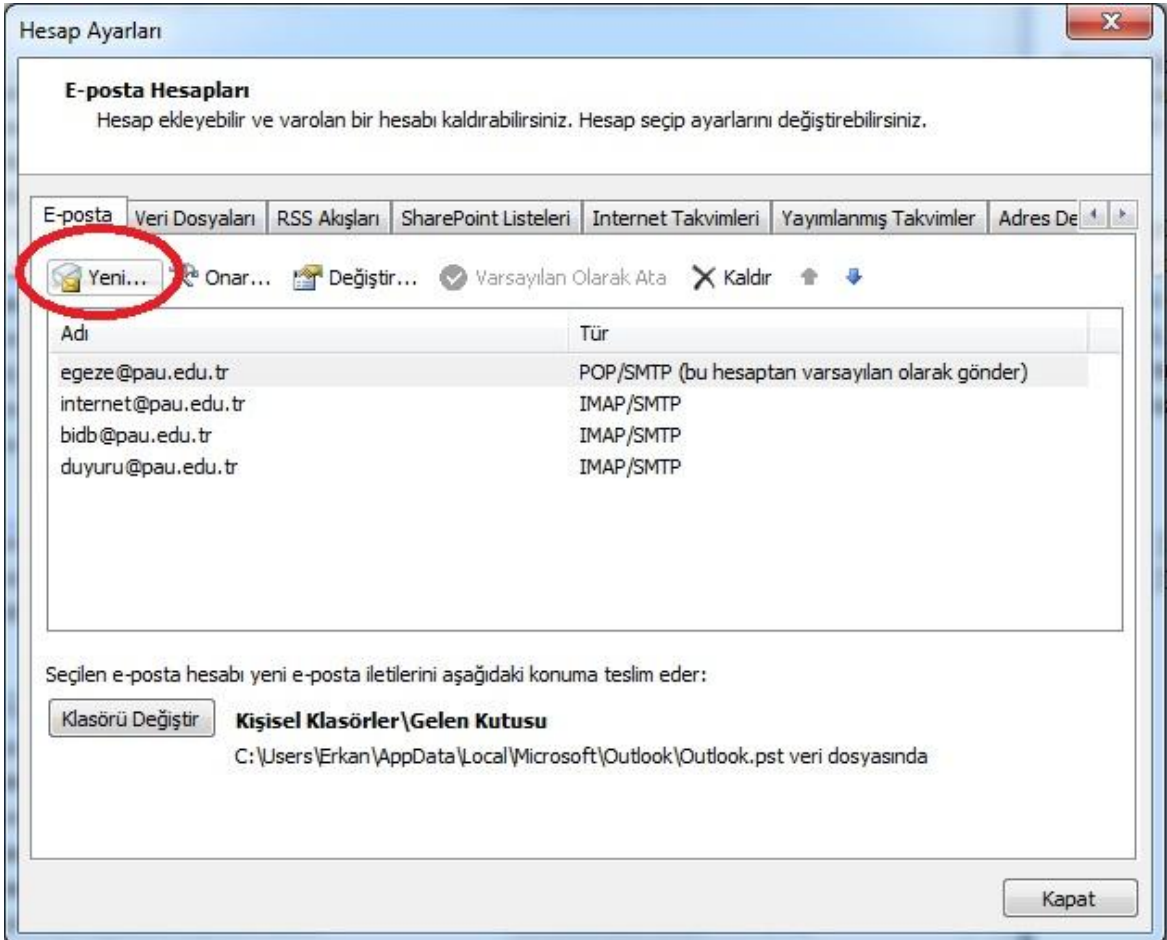 Hesap Ayarları
E-posta Hesapları
Hesap ekleyebilir ve varolan bir hesabı kaldırabilirsiniz. Hesap seçip ayarlarını değiştirebilirsiniz.
E-posta Veri Dosyaları RSS Akışları SharePoint Listeleri Internet Takvimleri Yayımlanmış Takvimler Adres De
Yeni... Onar... Değiştir... Varsayılan Olarak Ata Kaldır
Adı Tür
egeze@pau.edu.tr POP/SMTP (bu hesaptan varsayılan olarak gönder)
internet@pau.edu.tr IMAP/SMTP
bidb@pau.edu.tr IMAP/SMTP
duyuru@pau.edu.tr IMAP/SMTP
Seçilen e-posta hesabı yeni e-posta iletilerini aşağıdaki konuma teslim eder:
Klasörü Değiştir Kişisel Klasörler\Gelen Kutusu
C:\Users\Erkan\AppData\Local\Microsoft\Outlook\Outlook.pst veri dosyasında
Kapat